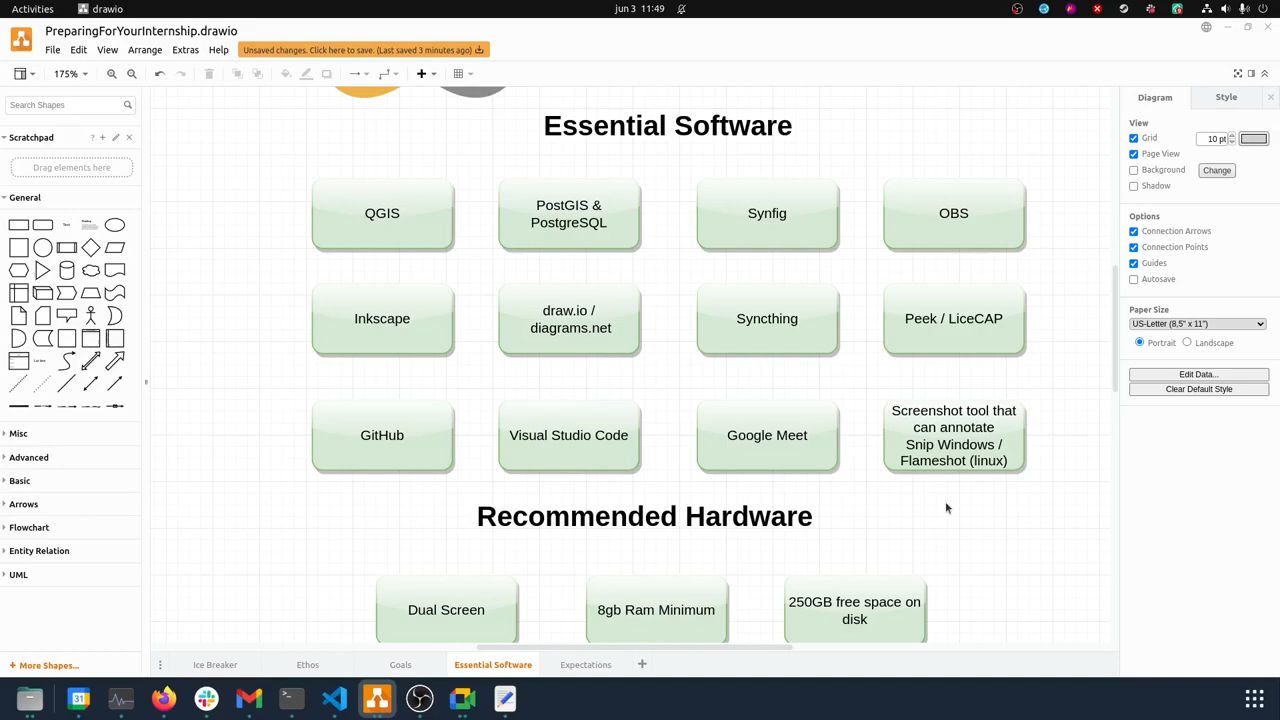 Activities
drawio
jun 3 11:49
PreparingForYourInternship.drawio
File Edit View Arrange Extras Help
Unsaved changes. Click here to save. (Last saved 3 minutes ago)
175%
Search Shapes
Scratchpad
?
Drag elements here
General
Text
Heading
List Item
Misc
Advanced
Basic
Arrows
Flowchart
Entity Relation
UML
More Shapes...
Essential Software
QGIS
PostGIS &
PostgreSQL
Synfig
OBS
Inkscape
draw.io /
diagrams.net
Syncthing
Peek / LiceCAP
GitHub
Visual Studio Code
Google Meet
Screenshot tool that
can annotate
Snip Windows /
Flameshot (linux)
Recommended Hardware
Dual Screen
8gb Ram Minimum
250GB free space on
disk
Ice Breaker
Ethos
Goals
Essential Software
Expectations
Diagram
Style
View
Grid
10 pt
Page View
Background
Change
Shadow
Options
Connection Arrows
Connection Points
Guides
Autosave
Paper Size
US-Letter (8,5" x 11")
Portrait
Landscape
Edit Data...
Clear Default Style
31